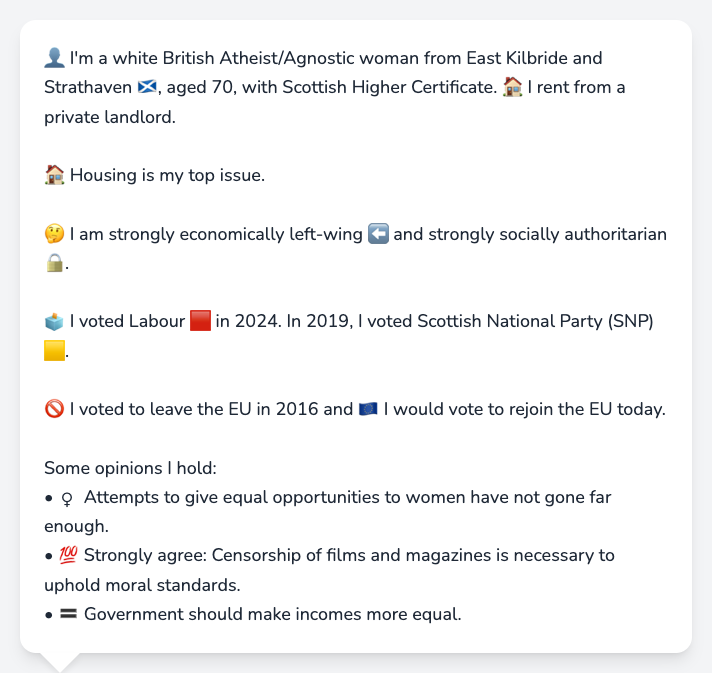 👤 I'm a white British Atheist/Agnostic woman from East Kilbride and
Strathaven 🏴󠁧󠁢󠁳󠁣󠁴󠁿, aged 70, with Scottish Higher Certificate. 🏠 I rent from a
private landlord.
🏠 Housing is my top issue.
🤔 I am strongly economically left-wing ⬅️ and strongly socially authoritarian
🔒.
🗳️ I voted Labour 🟥 in 2024. In 2019, I voted Scottish National Party (SNP)
🟨.
🚫 I voted to leave the EU in 2016 and 🇪🇺 I would vote to rejoin the EU today.
Some opinions I hold:
• ♀ Attempts to give equal opportunities to women have not gone far
enough.
• 💯 Strongly agree: Censorship of films and magazines is necessary to
uphold moral standards.
• 🟰 Government should make incomes more equal.